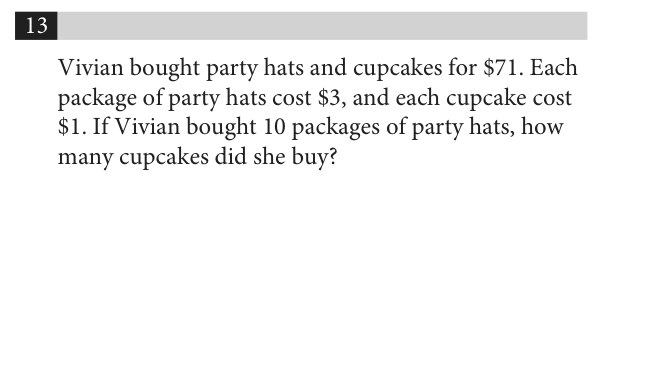 13
Vivian bought party hats and cupcakes for $71. Each
package of party hats cost $3, and each cupcake cost
$1. If Vivian bought 10 packages of party hats, how
many cupcakes did she buy?